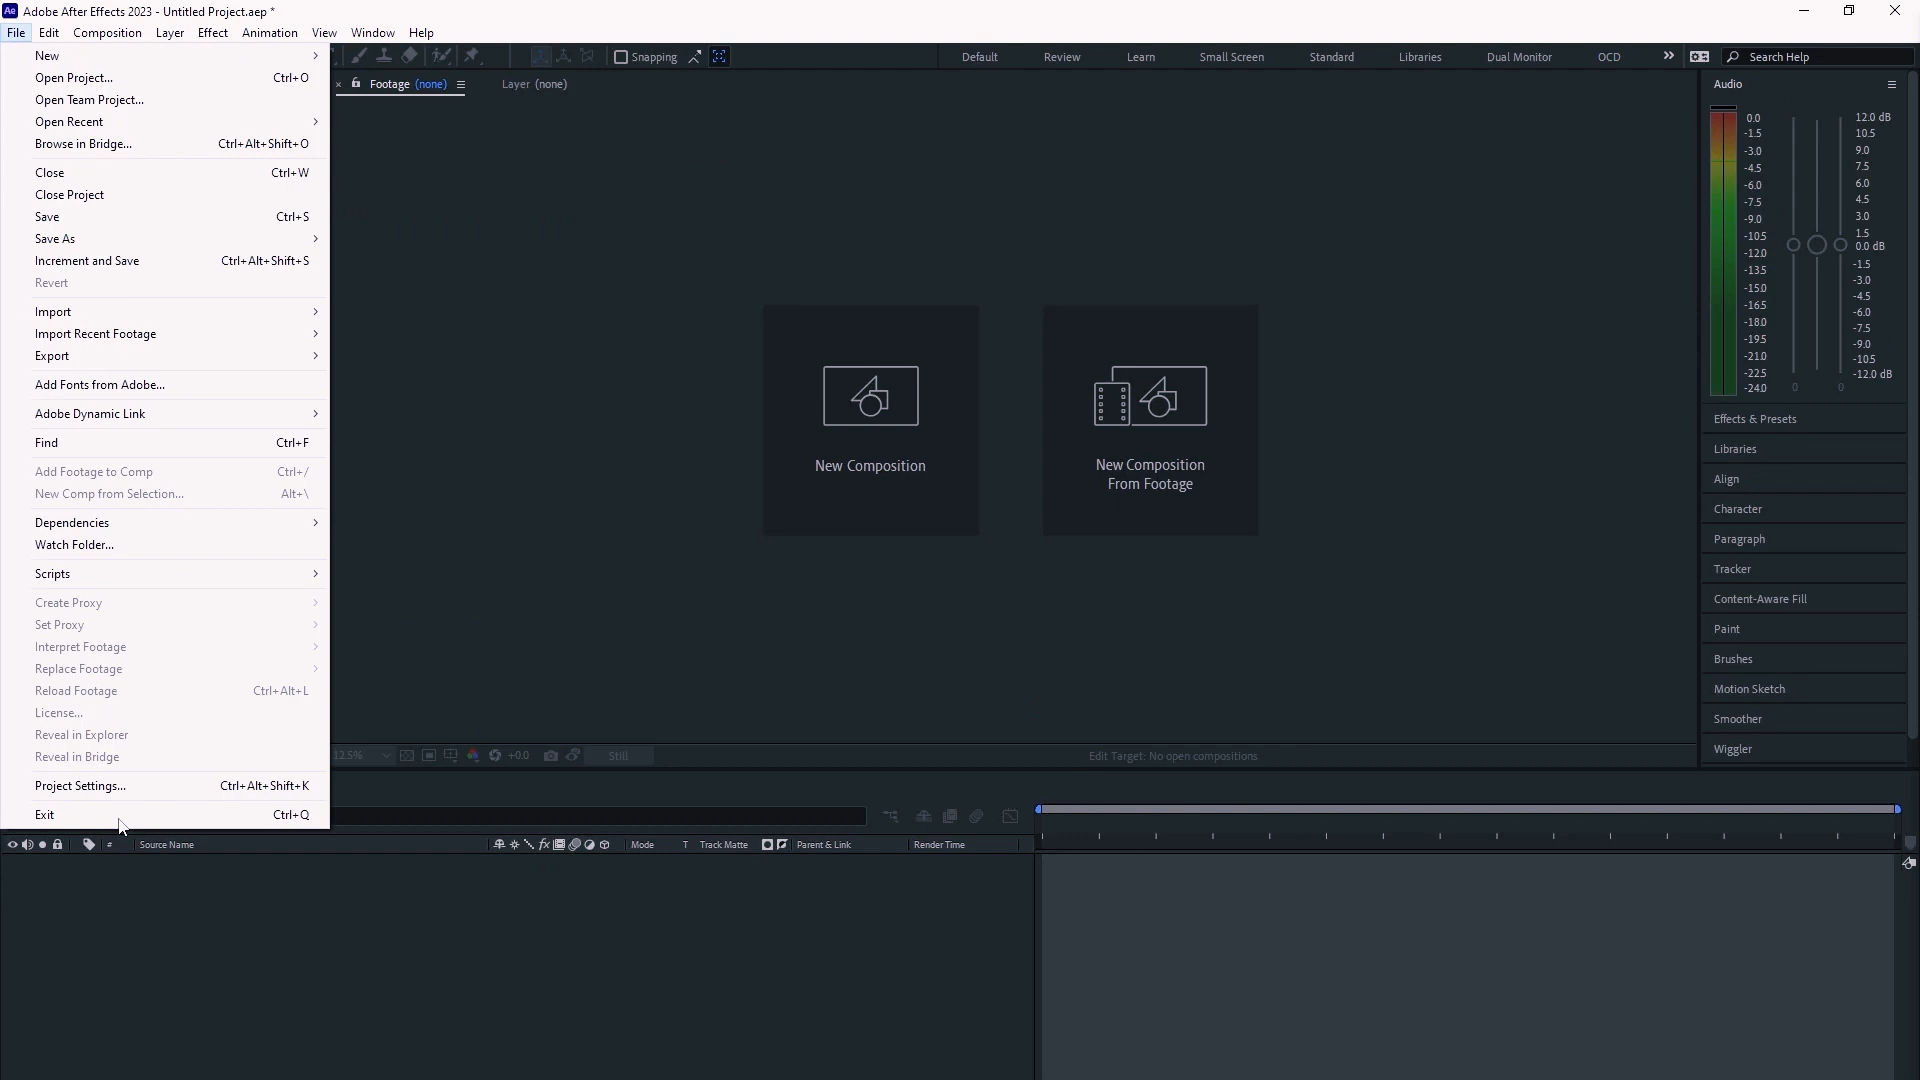 Ae Adobe After Effects 2023 - Untitled Project.aep *
File Edit Composition Layer Effect Animation View Window Help
New
Open Project... Ctrl+O
Open Team Project...
Open Recent
Browse in Bridge... Ctrl+Alt+Shift+O
Close Ctrl+W
Close Project
Save Ctrl+S
Save As
Increment and Save Ctrl+Alt+Shift+S
Revert
Import
Import Recent Footage
Export
Add Fonts from Adobe...
Adobe Dynamic Link
Find Ctrl+F
Add Footage to Comp Ctrl+/
New Comp from Selection... Alt+\
Dependencies
Watch Folder...
Scripts
Create Proxy
Set Proxy
Interpret Footage
Replace Footage
Reload Footage Ctrl+Alt+L
License...
Reveal in Explorer
Reveal in Bridge
Project Settings... Ctrl+Alt+Shift+K
Exit Ctrl+Q
Snapping
Default Review Learn Small Screen Standard Libraries Dual Monitor OCD Search Help
Footage (none) Layer (none)
New Composition
New Composition
From Footage
12.5% +0.0 Still Edit Target: No open compositions
Audio
0.0
-1.5
-3.0
-4.5
-6.0
-7.5
-9.0
-10.5
-12.0
-13.5
-15.0
-16.5
-18.0
-19.5
-21.0
-22.5
-24.0
12.0 dB
10.5
9.0
7.5
6.0
4.5
3.0
1.5
0.0 dB
-1.5
-3.0
-4.5
-6.0
-7.5
-9.0
-10.5
-12.0 dB
0 0
Effects & Presets
Libraries
Align
Character
Paragraph
Tracker
Content-Aware Fill
Paint
Brushes
Motion Sketch
Smoother
Wiggler
# Source Name fx Mode T Track Matte Parent & Link Render Time